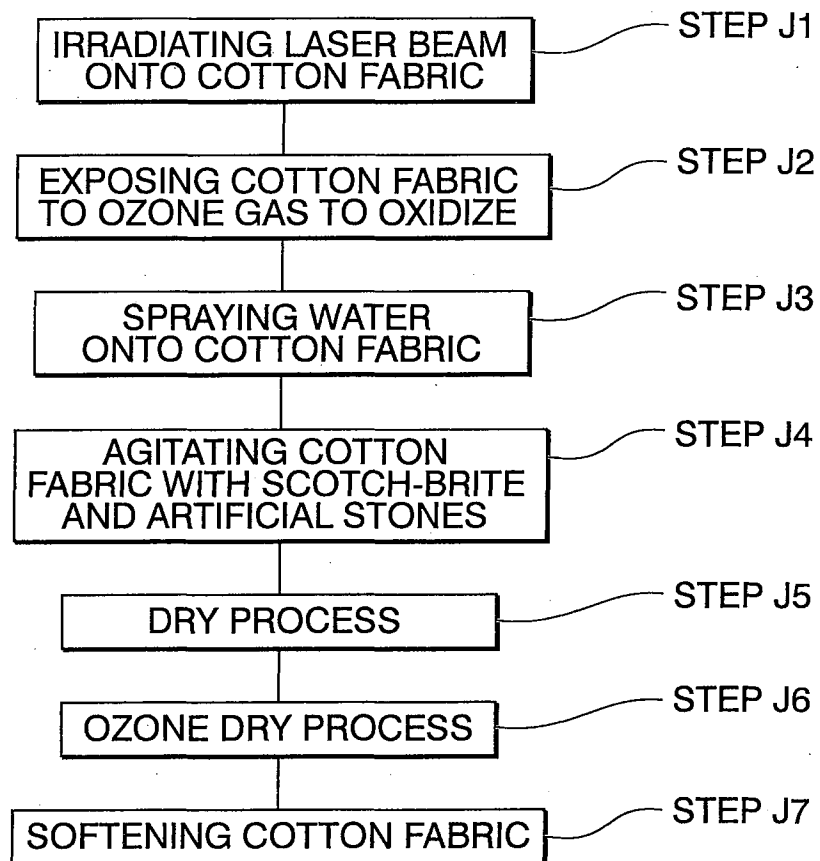 IRRADIATING LASER BEAM
ONTO COTTON FABRIC
STEP J1
EXPOSING COTTON FABRIC
TO OZONE GAS TO OXIDIZE
STEP J2
SPRAYING WATER
ONTO COTTON FABRIC
STEP J3
AGITATING COTTON
FABRIC WITH SCOTCH-BRITE
AND ARTIFICIAL STONES
STEP J4
DRY PROCESS
STEP J5
OZONE DRY PROCESS
STEP J6
SOFTENING COTTON FABRIC
STEP J7